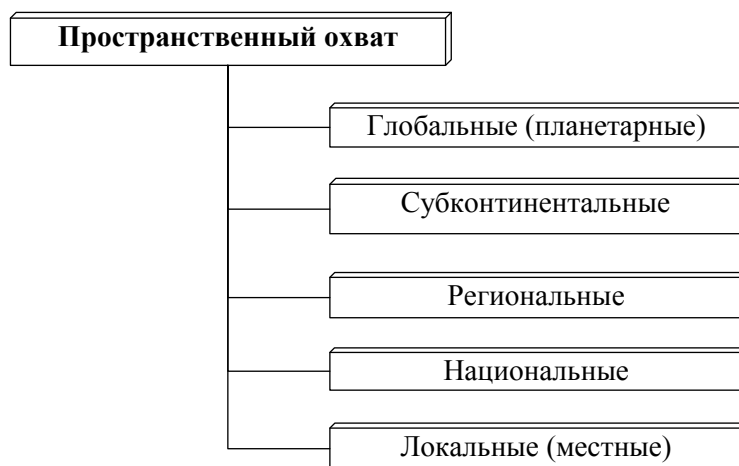 Пространственный охват
Глобальные (планетарные)
Субконтинентальные
Региональные
Национальные
Локальные (местные)